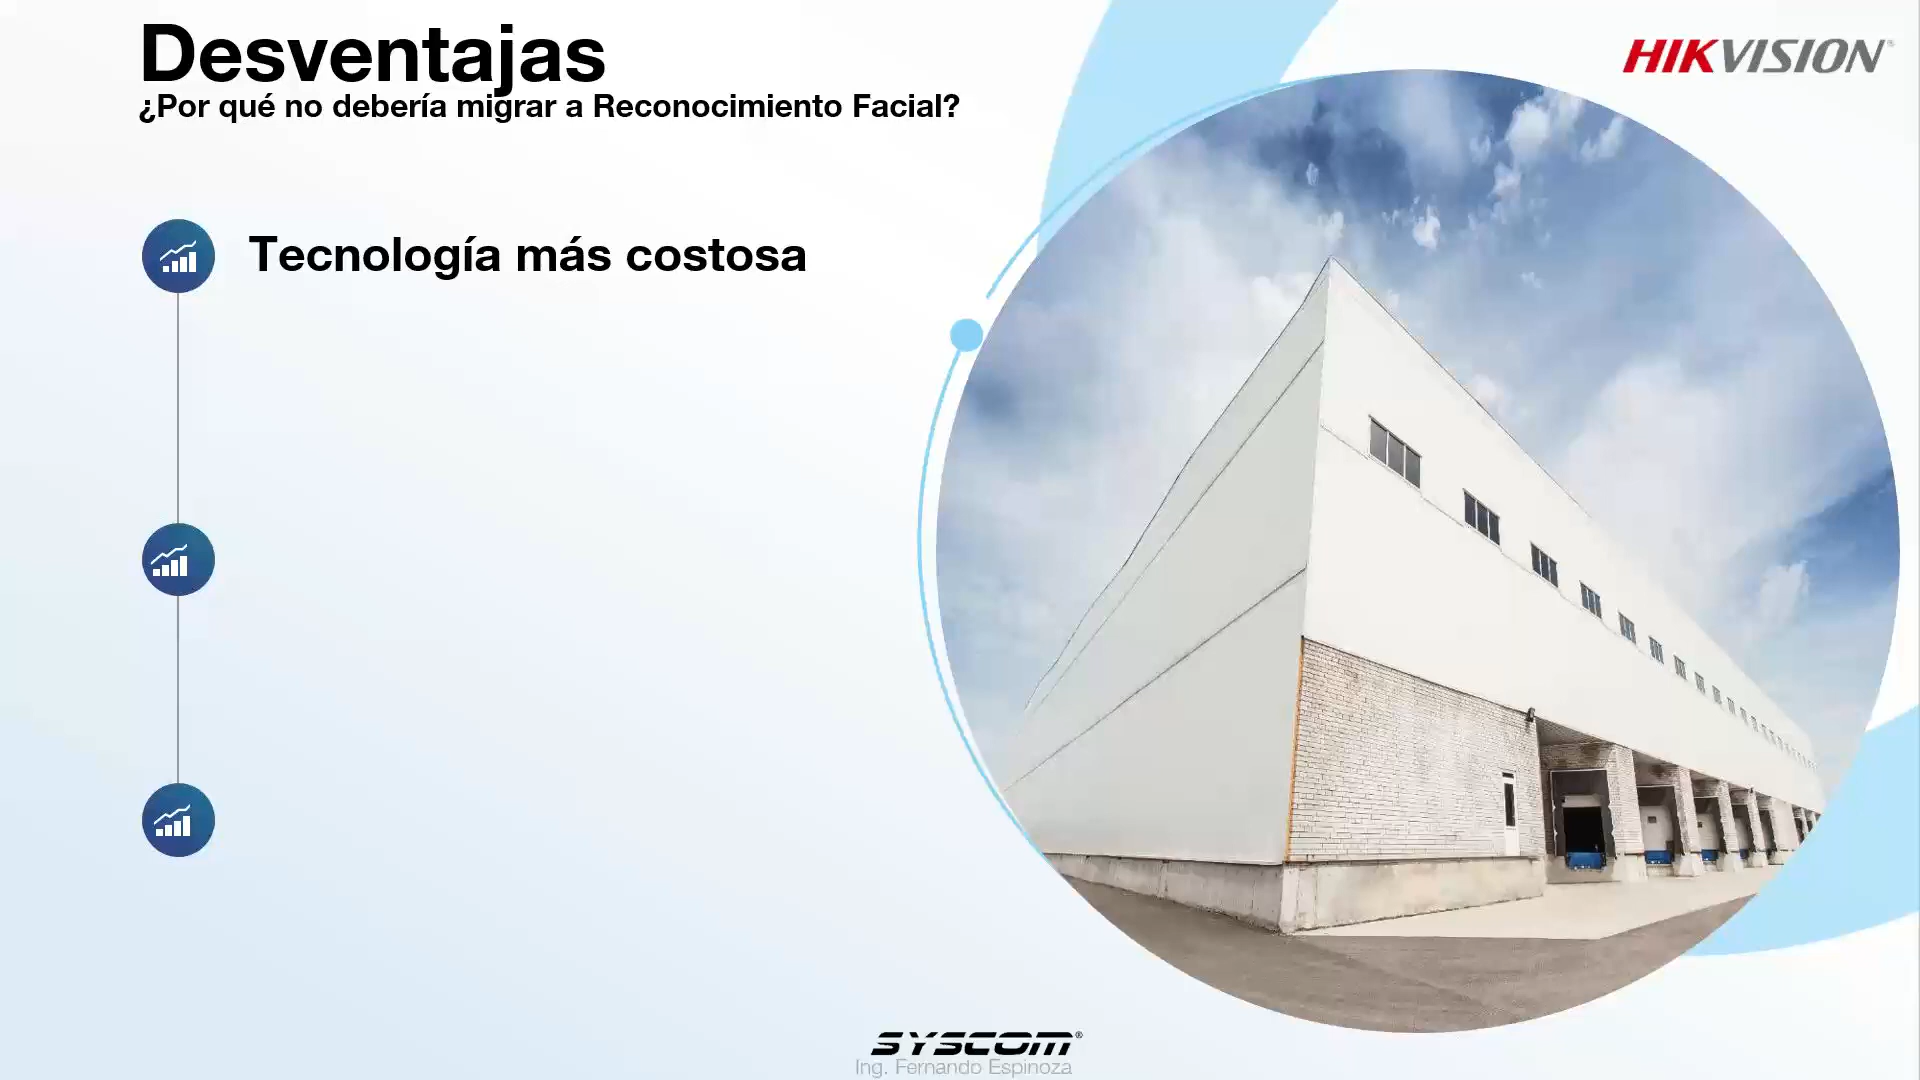 Desventajas
¿Por qué no debería migrar a Reconocimiento Facial?
HIKVISION®
Tecnología más costosa
SYSCOM®
Ing. Fernando Espinoza